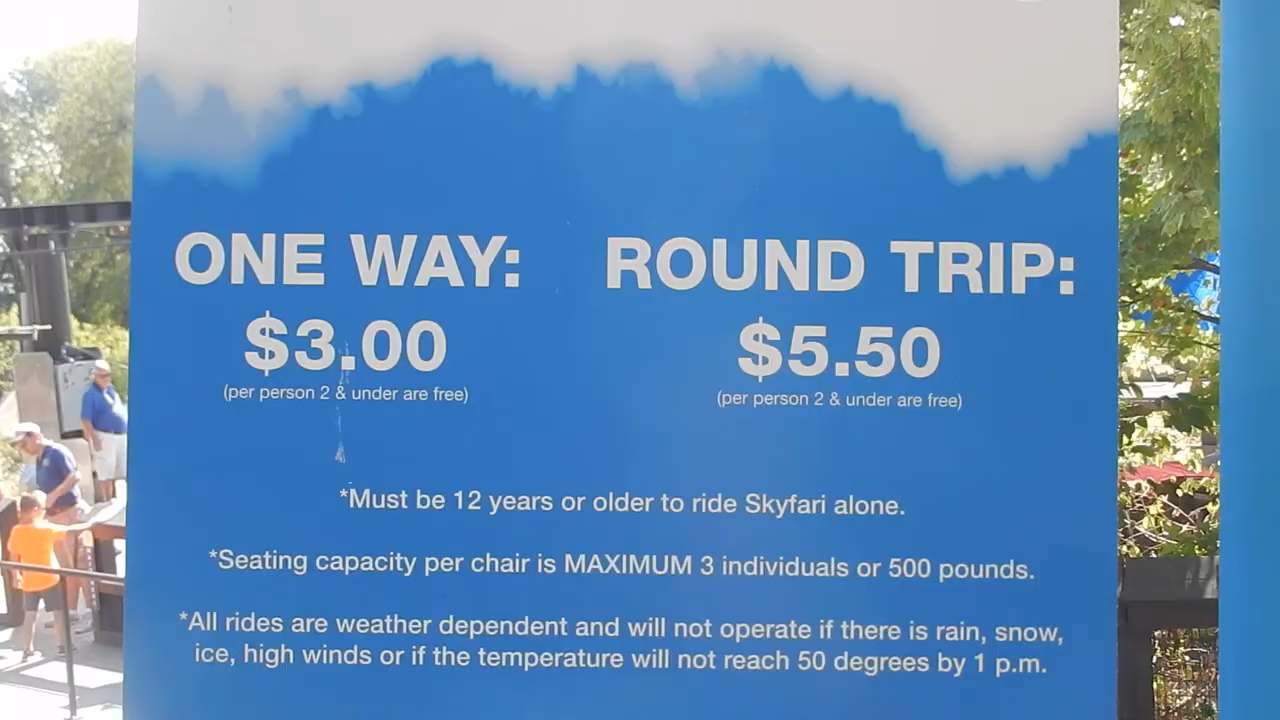 ONE WAY:
$3.00
(per person 2 & under are free)
ROUND TRIP:
$5.50
(per person 2 & under are free)
*Must be 12 years or older to ride Skyfari alone.
*Seating capacity per chair is MAXIMUM 3 individuals or 500 pounds.
*All rides are weather dependent and will not operate if there is rain, snow,
ice, high winds or if the temperature will not reach 50 degrees by 1 p.m.